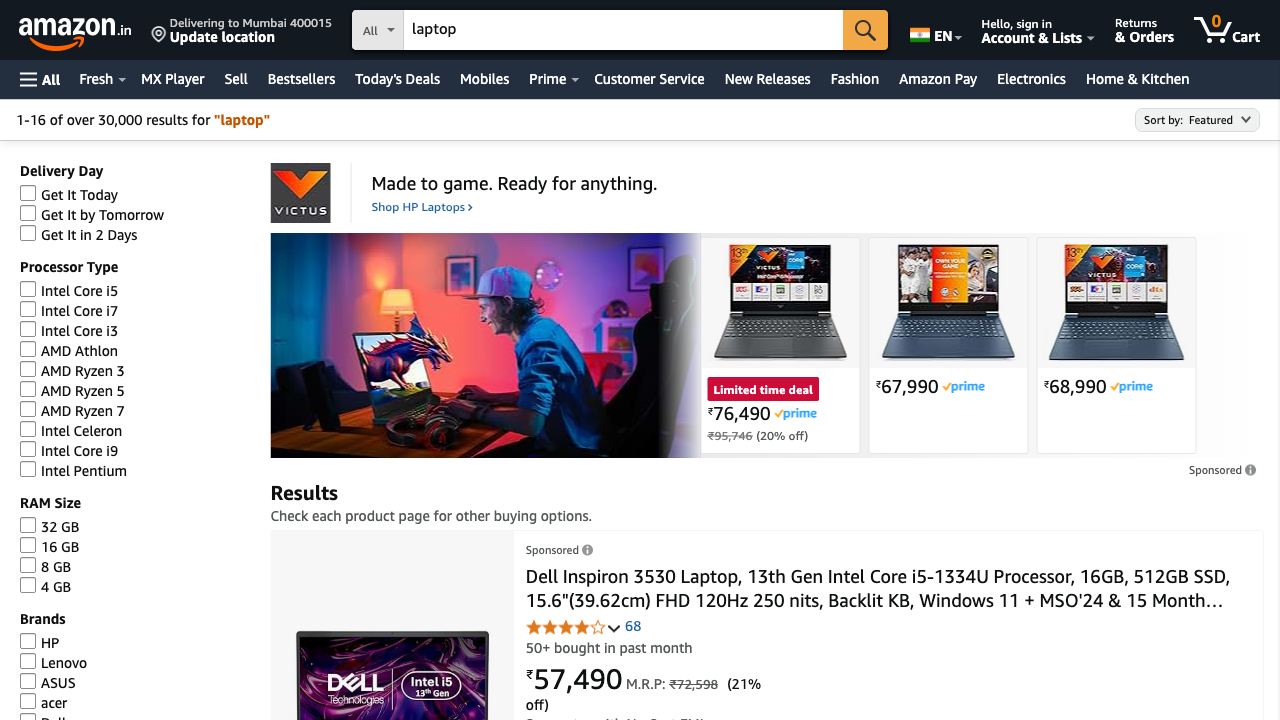 amazon.in
Delivering to Mumbai 400015
Update location
All
laptop
EN
Hello, sign in
Account & Lists
Returns
& Orders
0
Cart
All
Fresh
MX Player
Sell
Bestsellers
Today's Deals
Mobiles
Prime
Customer Service
New Releases
Fashion
Amazon Pay
Electronics
Home & Kitchen
1-16 of over 30,000 results for "laptop"
Sort by: Featured
Delivery Day
Get It Today
Get It by Tomorrow
Get It in 2 Days
Processor Type
Intel Core i5
Intel Core i7
Intel Core i3
AMD Athlon
AMD Ryzen 3
AMD Ryzen 5
AMD Ryzen 7
Intel Celeron
Intel Core i9
Intel Pentium
RAM Size
32 GB
16 GB
8 GB
4 GB
Brands
HP
Lenovo
ASUS
acer
Dell
VICTUS
Made to game. Ready for anything.
Shop HP Laptops ›
13th
VICTUS
OWN YOUR
GAME
13th
VICTUS
Limited time deal
₹76,490 prime
₹95,746 (20% off)
₹67,990 prime
₹68,990 prime
Sponsored
Results
Check each product page for other buying options.
Sponsored
Dell Inspiron 3530 Laptop, 13th Gen Intel Core i5-1334U Processor, 16GB, 512GB SSD,
15.6"(39.62cm) FHD 120Hz 250 nits, Backlit KB, Windows 11 + MSO'24 & 15 Month…
68
50+ bought in past month
₹57,490 M.R.P: ₹72,598 (21%
off)
DELL
Technologies
Intel i5
13th Gen